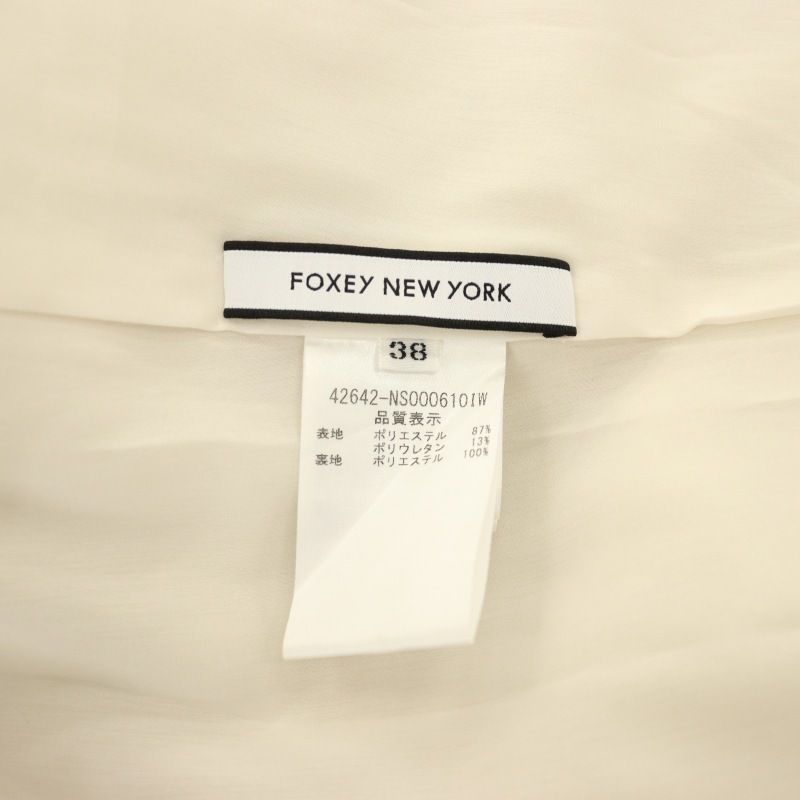 FOXEY NEW YORK
38
42642-NS000610IW
品質表示
表地 ポリエステル 87%
ポリウレタン 13%
裏地 ポリエステル 100%